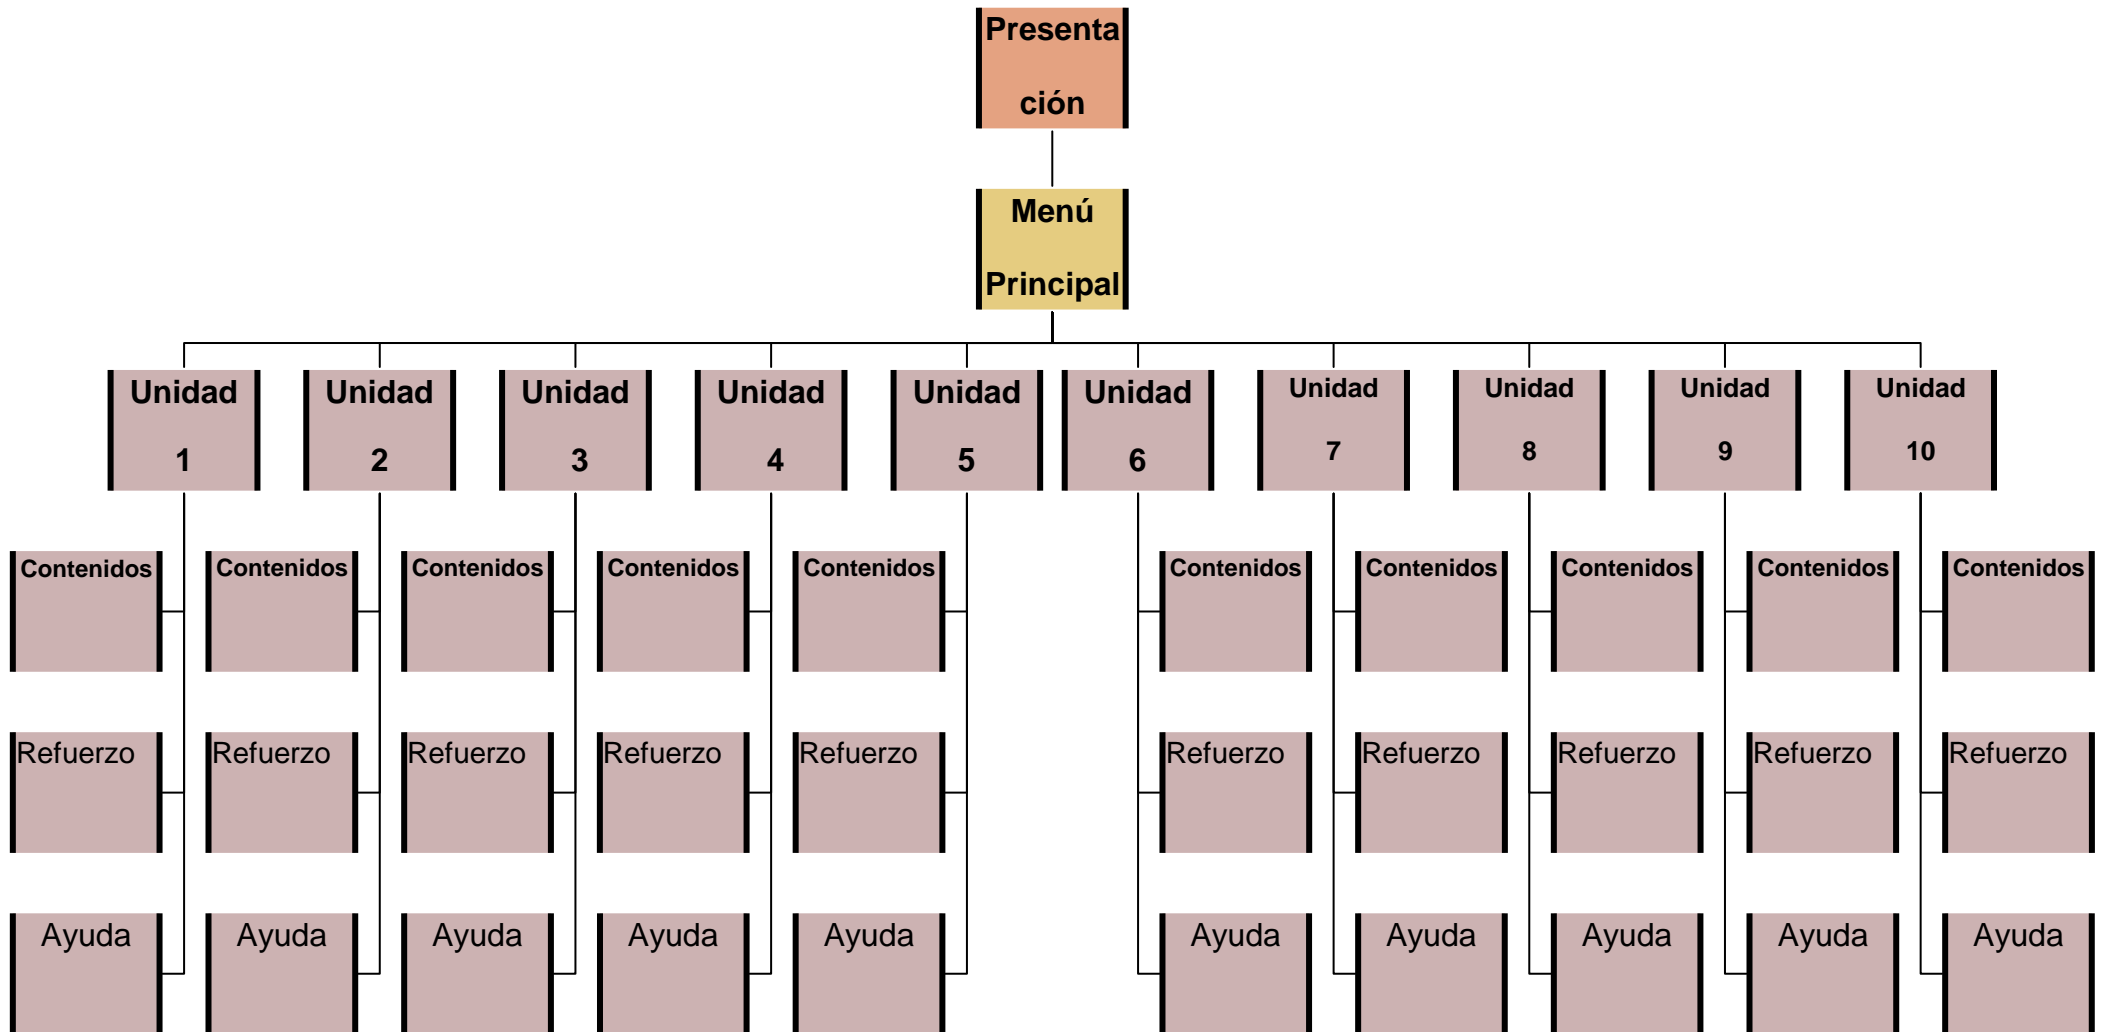 Presenta
ción
Menú
Principal
Unidad
1
Unidad
2
Unidad
3
Unidad
4
Unidad
5
Unidad
6
Unidad
7
Unidad
8
Unidad
9
Unidad
10
Contenidos
Contenidos
Contenidos
Contenidos
Contenidos
Contenidos
Contenidos
Contenidos
Contenidos
Contenidos
Refuerzo
Refuerzo
Refuerzo
Refuerzo
Refuerzo
Refuerzo
Refuerzo
Refuerzo
Refuerzo
Refuerzo
Ayuda
Ayuda
Ayuda
Ayuda
Ayuda
Ayuda
Ayuda
Ayuda
Ayuda
Ayuda